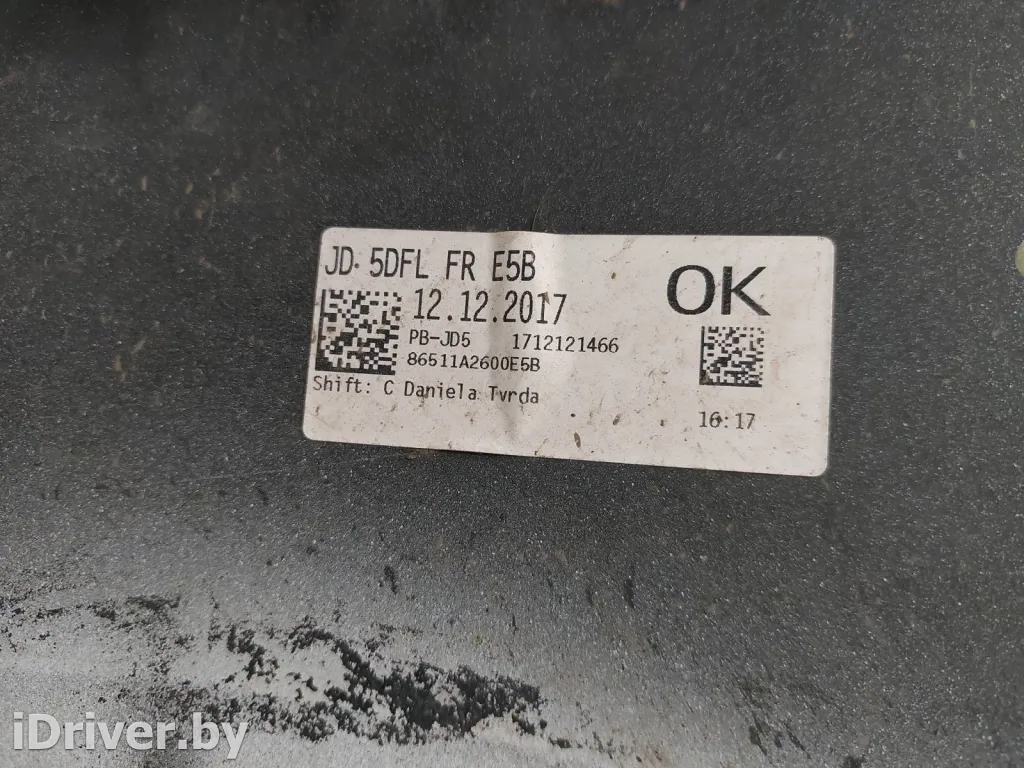 JD. 5DFL FR E5B
OK
12.12.2017
PB-JD5 1712121466
86511A2600E5B
Shift: C Daniela Tvrda
16:17
iDriver.by